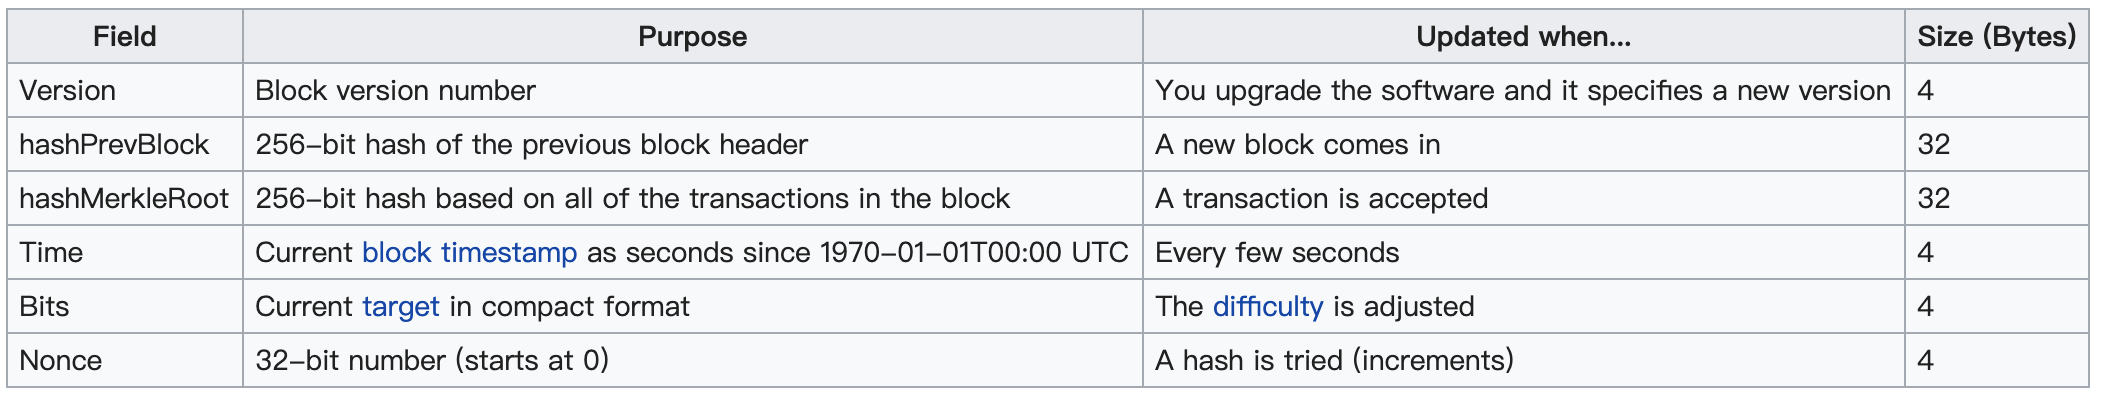 Field Purpose Updated when... Size (Bytes)
Version Block version number You upgrade the software and it specifies a new version 4
hashPrevBlock 256-bit hash of the previous block header A new block comes in 32
hashMerkleRoot 256-bit hash based on all of the transactions in the block A transaction is accepted 32
Time Current block timestamp as seconds since 1970-01-01T00:00 UTC Every few seconds 4
Bits Current target in compact format The difficulty is adjusted 4
Nonce 32-bit number (starts at 0) A hash is tried (increments) 4